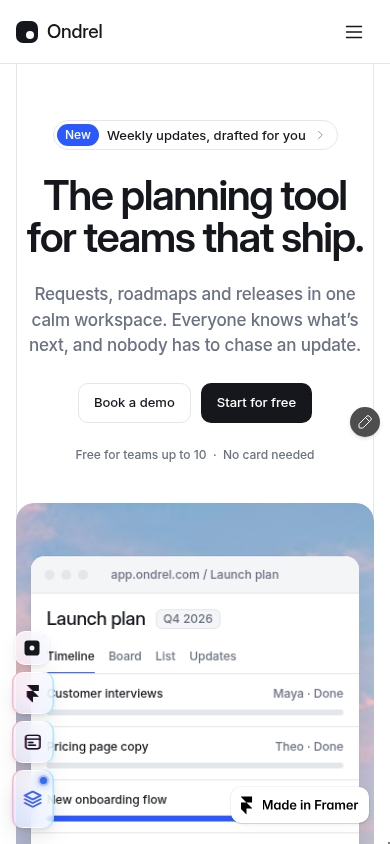 Ondrel
New Weekly updates, drafted for you
The planning tool
for teams that ship.
Requests, roadmaps and releases in one
calm workspace. Everyone knows what’s
next, and nobody has to chase an update.
Book a demo Start for free
Free for teams up to 10 · No card needed
app.ondrel.com / Launch plan
Launch plan Q4 2026
Timeline Board List Updates
Customer interviews Maya · Done
Pricing page copy Theo · Done
New onboarding flow
Made in Framer